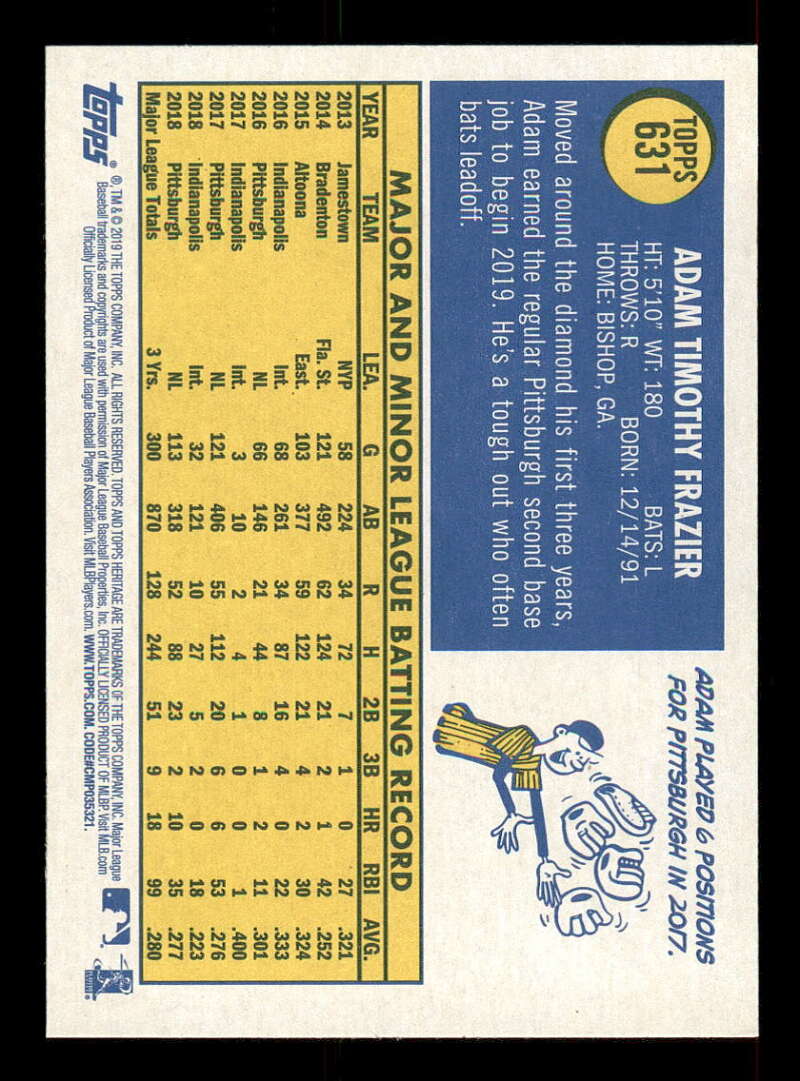 TOPPS
631
ADAM TIMOTHY FRAZIER
HT: 5'10" WT: 180 BATS: L
THROWS: R BORN: 12/14/91
HOME: BISHOP, GA.
Moved around the diamond his first three years,
Adam earned the regular Pittsburgh second base
job to begin 2019. He's a tough out who often
bats leadoff.
ADAM PLAYED 6 POSITIONS
FOR PITTSBURGH IN 2017.
MAJOR AND MINOR LEAGUE BATTING RECORD
YEAR TEAM LEA. G AB R H 2B 3B HR RBI AVG.
2013 Jamestown NYP 58 224 34 72 7 1 0 27 .321
2014 Bradenton Fla. St. 121 492 62 124 21 2 1 42 .252
2015 Altoona East. 103 377 59 122 21 4 2 30 .324
2016 Indianapolis Int. 68 261 34 87 16 4 0 22 .333
2016 Pittsburgh NL 66 146 21 44 8 1 2 11 .301
2017 Indianapolis Int. 3 10 2 4 1 0 0 1 .400
2017 Pittsburgh NL 121 406 55 112 20 6 6 53 .276
2018 Indianapolis Int. 32 121 10 27 5 2 0 18 .223
2018 Pittsburgh NL 113 318 52 88 23 2 10 35 .277
Major League Totals 3 Yrs. 300 870 128 244 51 9 18 99 .280
topps®
®, TM & © 2019 THE TOPPS COMPANY, INC. ALL RIGHTS RESERVED. TOPPS AND TOPPS HERITAGE ARE TRADEMARKS OF THE TOPPS COMPANY, INC. Major League
Baseball trademarks and copyrights are used with permission of Major League Baseball Properties, Inc. OFFICIALLY LICENSED PRODUCT OF MLBP. Visit MLB.com
Officially Licensed Product of Major League Baseball Players Association. Visit MLBPlayers.com. WWW.TOPPS.COM. CODE#CMP035321.